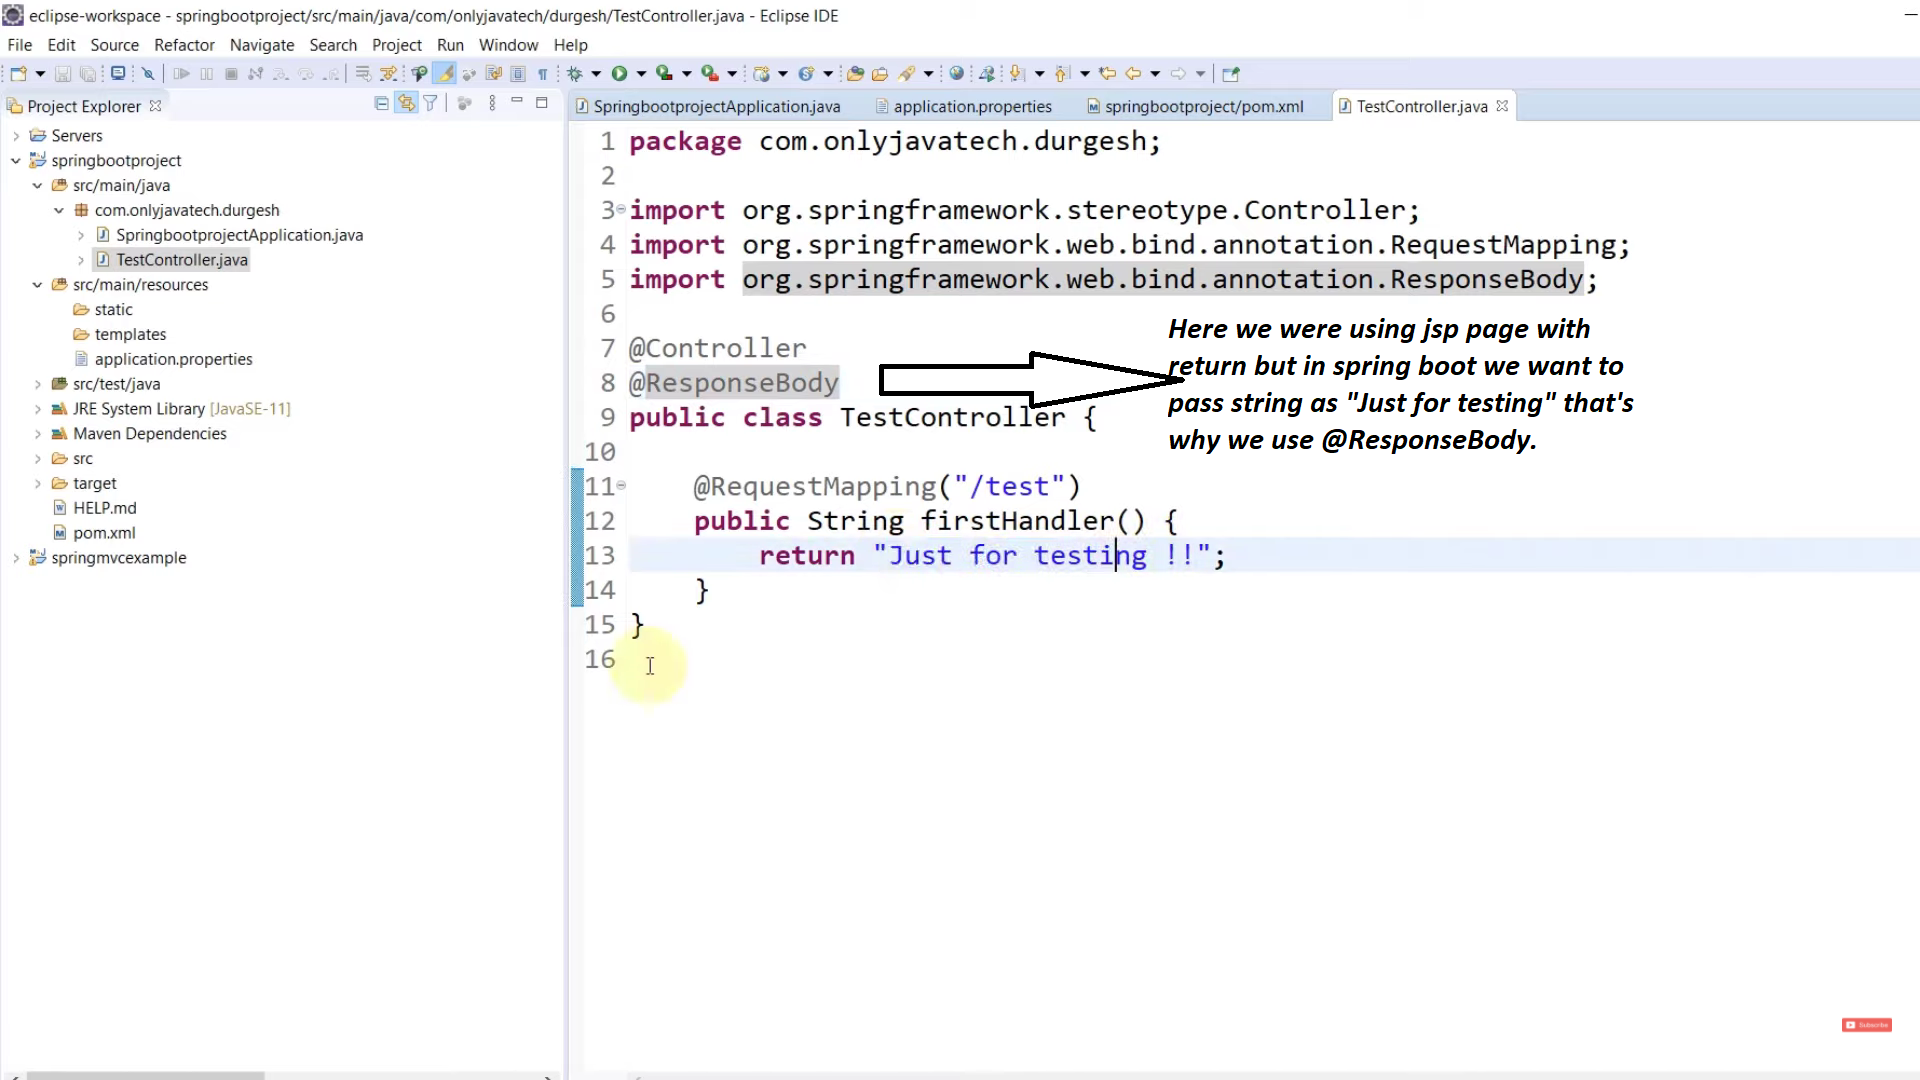 eclipse-workspace - springbootproject/src/main/java/com/onlyjavatech/durgesh/TestController.java - Eclipse IDE
File Edit Source Refactor Navigate Search Project Run Window Help
Project Explorer
Servers
springbootproject
src/main/java
com.onlyjavatech.durgesh
SpringbootprojectApplication.java
TestController.java
src/main/resources
static
templates
application.properties
src/test/java
JRE System Library [JavaSE-11]
Maven Dependencies
src
target
HELP.md
pom.xml
springmvcexample
SpringbootprojectApplication.java application.properties springbootproject/pom.xml TestController.java
1 package com.onlyjavatech.durgesh;
2
3 import org.springframework.stereotype.Controller;
4 import org.springframework.web.bind.annotation.RequestMapping;
5 import org.springframework.web.bind.annotation.ResponseBody;
6
7 @Controller
8 @ResponseBody
9 public class TestController {
10
11 @RequestMapping("/test")
12 public String firstHandler() {
13 return "Just for testing !!";
14 }
15 }
16
Here we were using jsp page with
return but in spring boot we want to
pass string as "Just for testing" that's
why we use @ResponseBody.
Subscribe